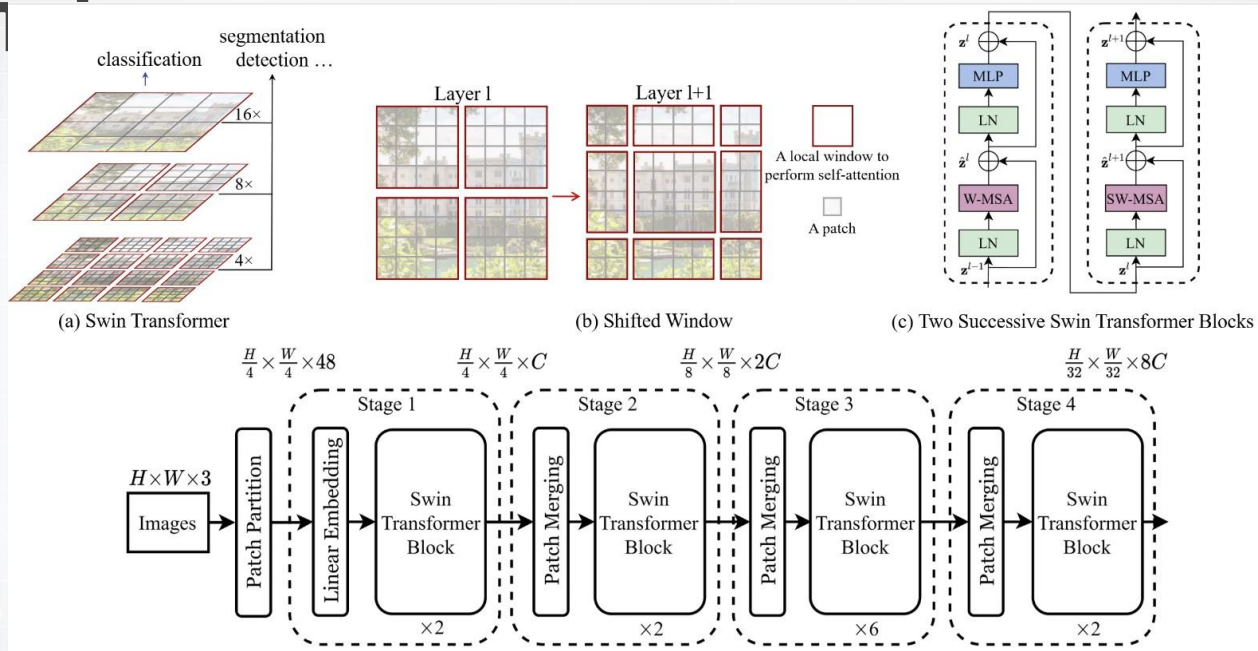 classification
segmentation
detection ...
16×
8×
4×
(a) Swin Transformer
Layer l
Layer l+1
A local window to
perform self-attention
A patch
(b) Shifted Window
z^l
MLP
LN
ẑ^l
W-MSA
LN
z^{l-1}
z^{l+1}
MLP
LN
ẑ^{l+1}
SW-MSA
LN
z^l
(c) Two Successive Swin Transformer Blocks
H/4 × W/4 × 48
H/4 × W/4 × C
H/8 × W/8 × 2C
H/32 × W/32 × 8C
Stage 1
Stage 2
Stage 3
Stage 4
H×W×3
Images
Patch Partition
Linear Embedding
Swin
Transformer
Block
×2
Patch Merging
Swin
Transformer
Block
×2
Patch Merging
Swin
Transformer
Block
×6
Patch Merging
Swin
Transformer
Block
×2